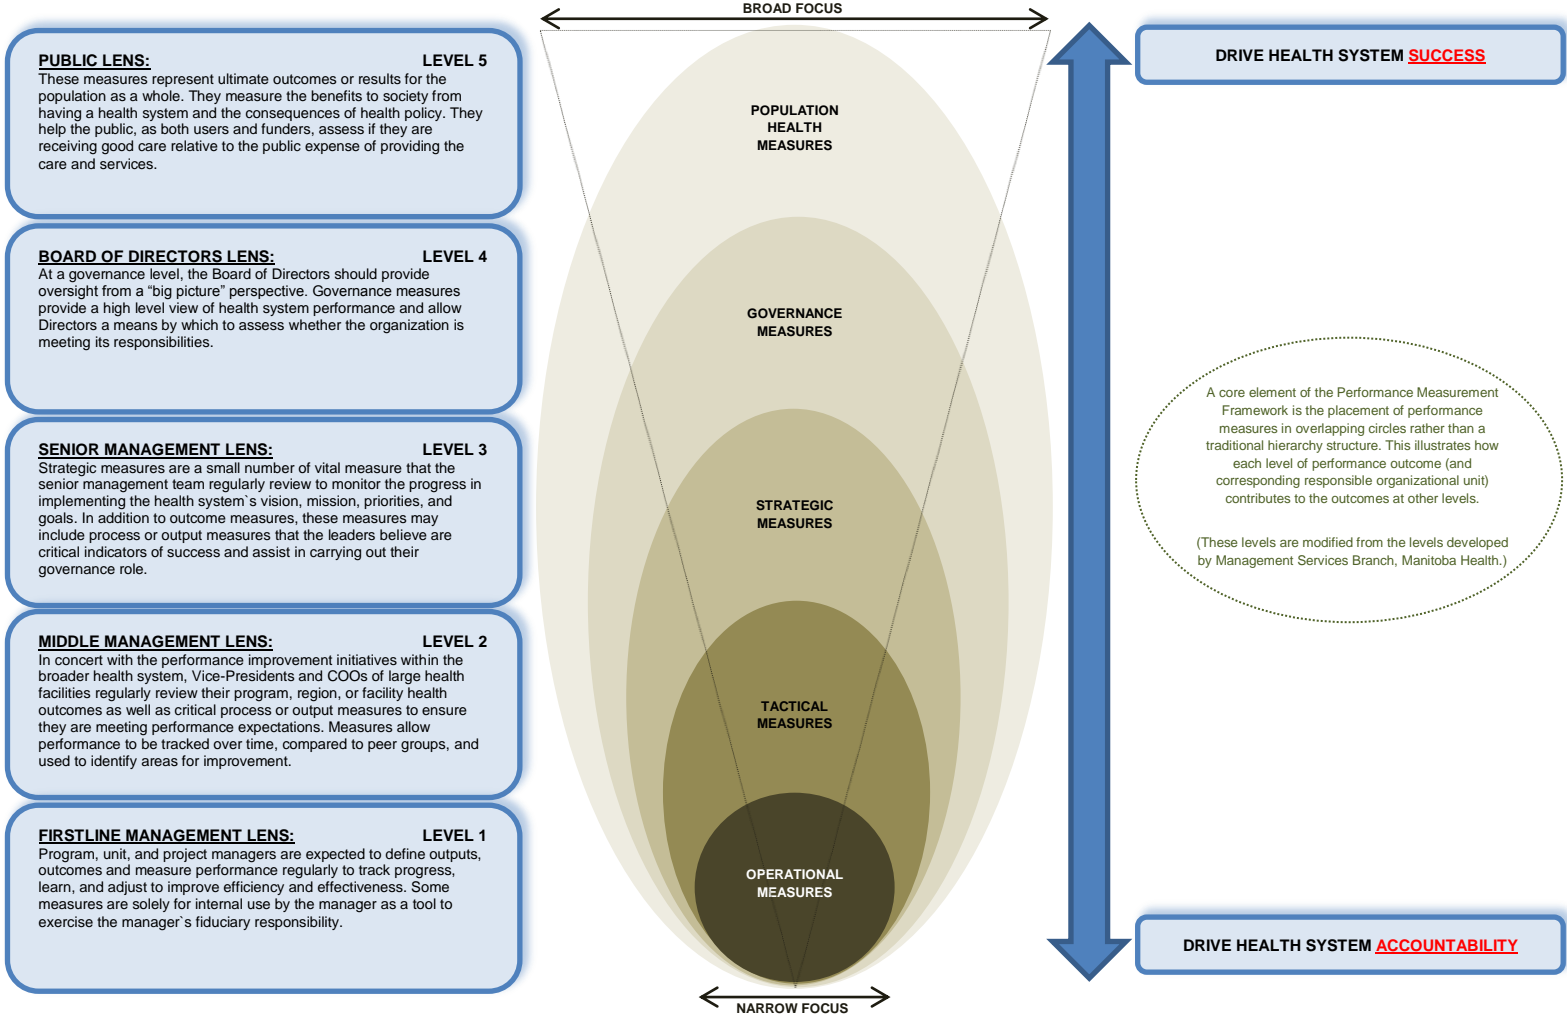 BROAD FOCUS
PUBLIC LENS: LEVEL 5
These measures represent ultimate outcomes or results for the
population as a whole. They measure the benefits to society from
having a health system and the consequences of health policy. They
help the public, as both users and funders, assess if they are
receiving good care relative to the public expense of providing the
care and services.
BOARD OF DIRECTORS LENS: LEVEL 4
At a governance level, the Board of Directors should provide
oversight from a “big picture” perspective. Governance measures
provide a high level view of health system performance and allow
Directors a means by which to assess whether the organization is
meeting its responsibilities.
SENIOR MANAGEMENT LENS: LEVEL 3
Strategic measures are a small number of vital measure that the
senior management team regularly review to monitor the progress in
implementing the health system`s vision, mission, priorities, and
goals. In addition to outcome measures, these measures may
include process or output measures that the leaders believe are
critical indicators of success and assist in carrying out their
governance role.
MIDDLE MANAGEMENT LENS: LEVEL 2
In concert with the performance improvement initiatives within the
broader health system, Vice-Presidents and COOs of large health
facilities regularly review their program, region, or facility health
outcomes as well as critical process or output measures to ensure
they are meeting performance expectations. Measures allow
performance to be tracked over time, compared to peer groups, and
used to identify areas for improvement.
FIRSTLINE MANAGEMENT LENS: LEVEL 1
Program, unit, and project managers are expected to define outputs,
outcomes and measure performance regularly to track progress,
learn, and adjust to improve efficiency and effectiveness. Some
measures are solely for internal use by the manager as a tool to
exercise the manager`s fiduciary responsibility.
POPULATION
HEALTH
MEASURES
GOVERNANCE
MEASURES
STRATEGIC
MEASURES
TACTICAL
MEASURES
OPERATIONAL
MEASURES
NARROW FOCUS
DRIVE HEALTH SYSTEM SUCCESS
A core element of the Performance Measurement
Framework is the placement of performance
measures in overlapping circles rather than a
traditional hierarchy structure. This illustrates how
each level of performance outcome (and
corresponding responsible organizational unit)
contributes to the outcomes at other levels.
(These levels are modified from the levels developed
by Management Services Branch, Manitoba Health.)
DRIVE HEALTH SYSTEM ACCOUNTABILITY